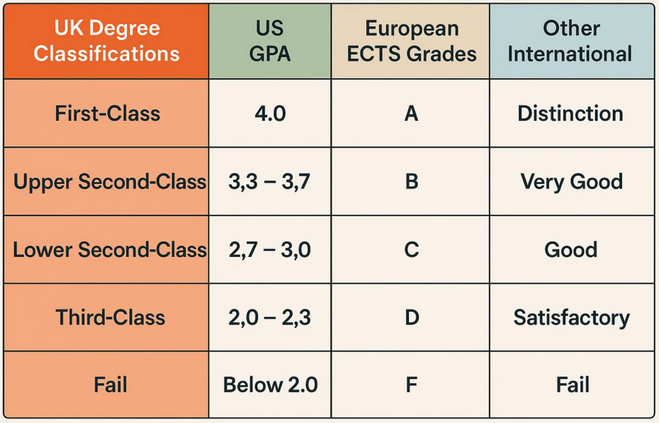 UK Degree
Classifications
US
GPA
European
ECTS Grades
Other
International
First-Class
4.0
A
Distinction
Upper Second-Class
3,3 – 3,7
B
Very Good
Lower Second-Class
2,7 – 3,0
C
Good
Third-Class
2,0 – 2,3
D
Satisfactory
Fail
Below 2.0
F
Fail